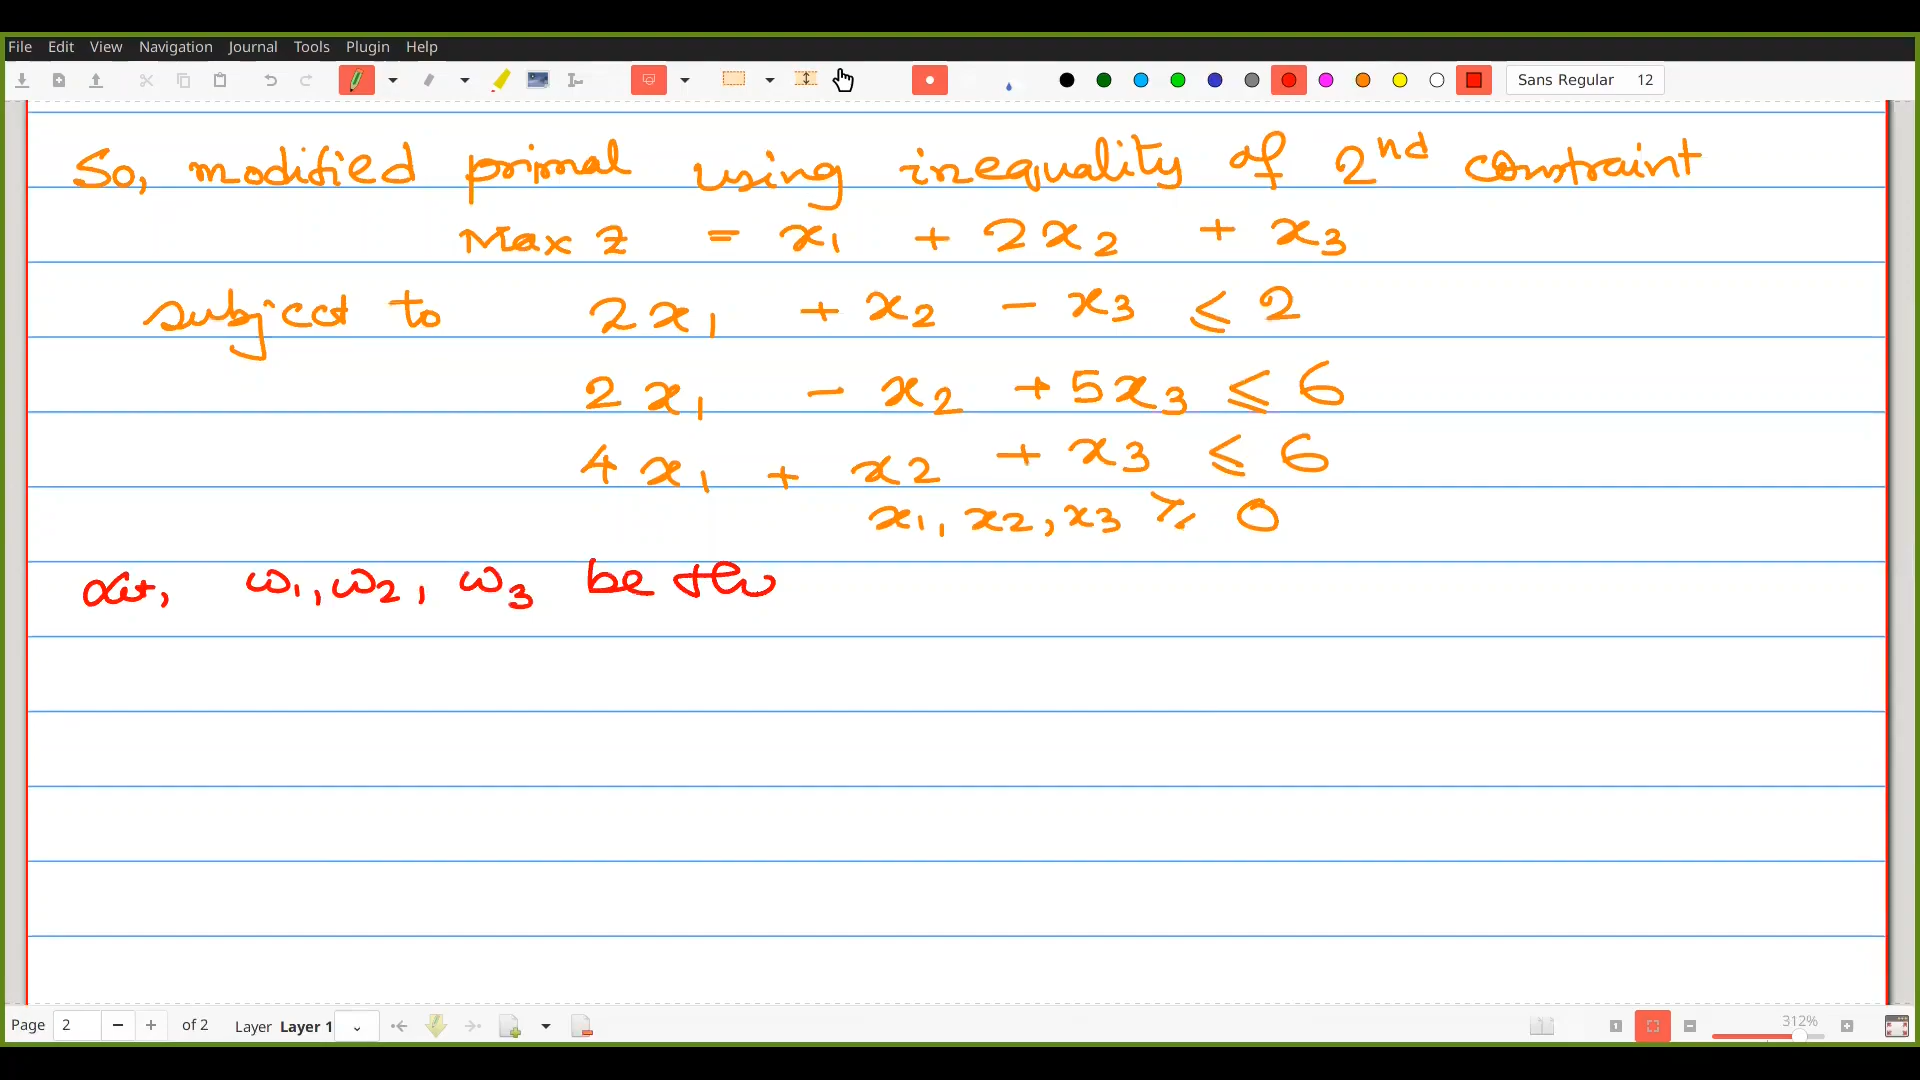 File Edit View Navigation Journal Tools Plugin Help
Sans Regular 12
So, modified primal using inequality of 2nd constraint
Max z = x1 + 2x2 + x3
subject to 2x1 + x2 - x3 ≤ 2
2x1 - x2 + 5x3 ≤ 6
4x1 + x2 + x3 ≤ 6
x1, x2, x3 ≥ 0
Let, w1, w2, w3 be the
Page 2 of 2 Layer Layer 1 312%